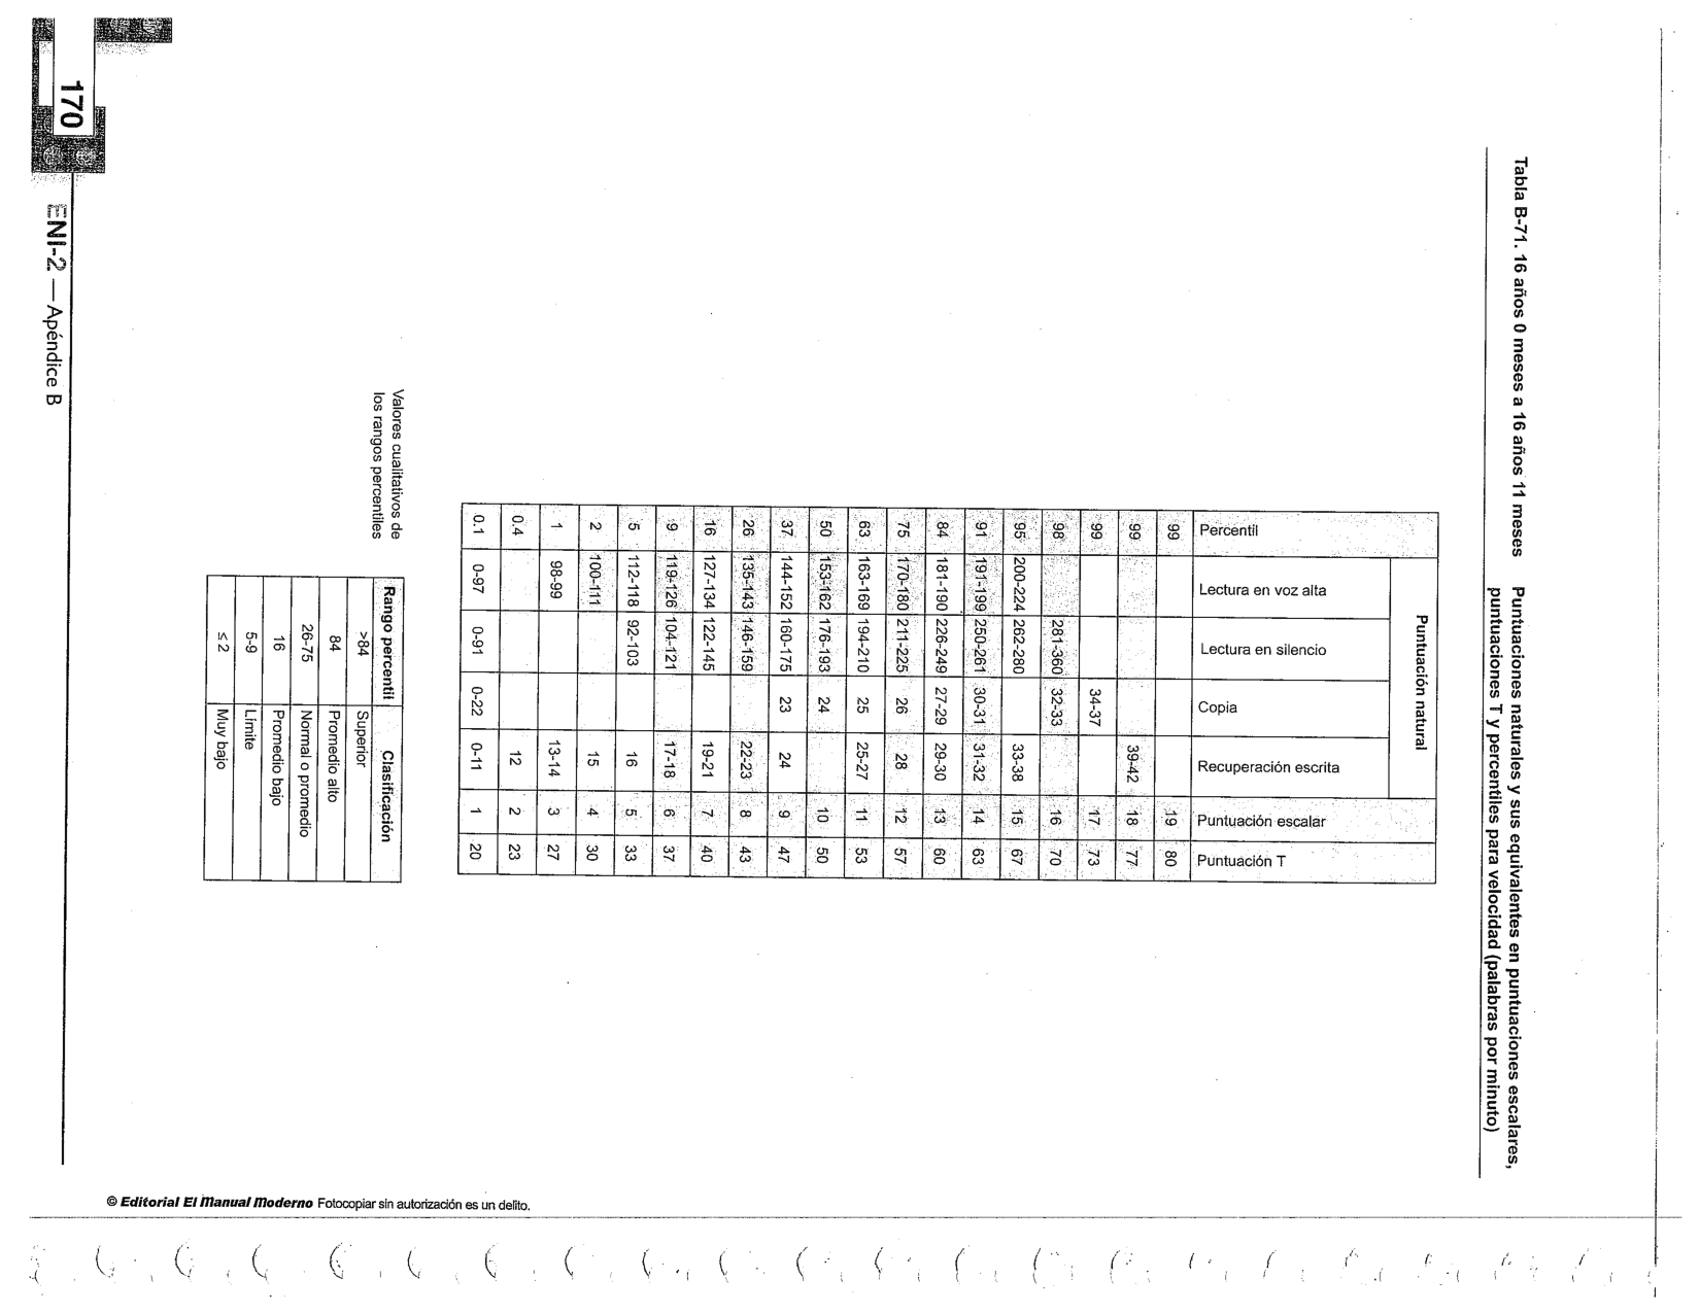 Tabla B-71. 16 años 0 meses a 16 años 11 meses Puntuaciones naturales y sus equivalentes en puntuaciones escalares,
puntuaciones T y percentiles para velocidad (palabras por minuto)
Puntuación natural
Percentil Lectura en voz alta Lectura en silencio Copia Recuperación escrita Puntuación escalar Puntuación T
99 19 80
99 39-42 18 77
99 34-37 17 73
98 281-360 32-33 16 70
95 200-224 262-280 33-38 15 67
91 191-199 250-261 30-31 31-32 14 63
84 181-190 226-249 27-29 29-30 13 60
75 170-180 211-225 26 28 12 57
63 163-169 194-210 25 25-27 11 53
50 153-162 176-193 24 10 50
37 144-152 160-175 23 24 9 47
26 135-143 146-159 22-23 8 43
16 127-134 122-145 19-21 7 40
9 119-126 104-121 17-18 6 37
5 112-118 92-103 16 5 33
2 100-111 15 4 30
1 98-99 13-14 3 27
0.4 12 2 23
0.1 0-97 0-91 0-22 0-11 1 20
Valores cualitativos de
los rangos percentiles
Rango percentil Clasificación
>84 Superior
84 Promedio alto
26-75 Normal o promedio
16 Promedio bajo
5-9 Límite
≤ 2 Muy bajo
170
ENI-2 — Apéndice B
© Editorial El Manual Moderno Fotocopiar sin autorización es un delito.